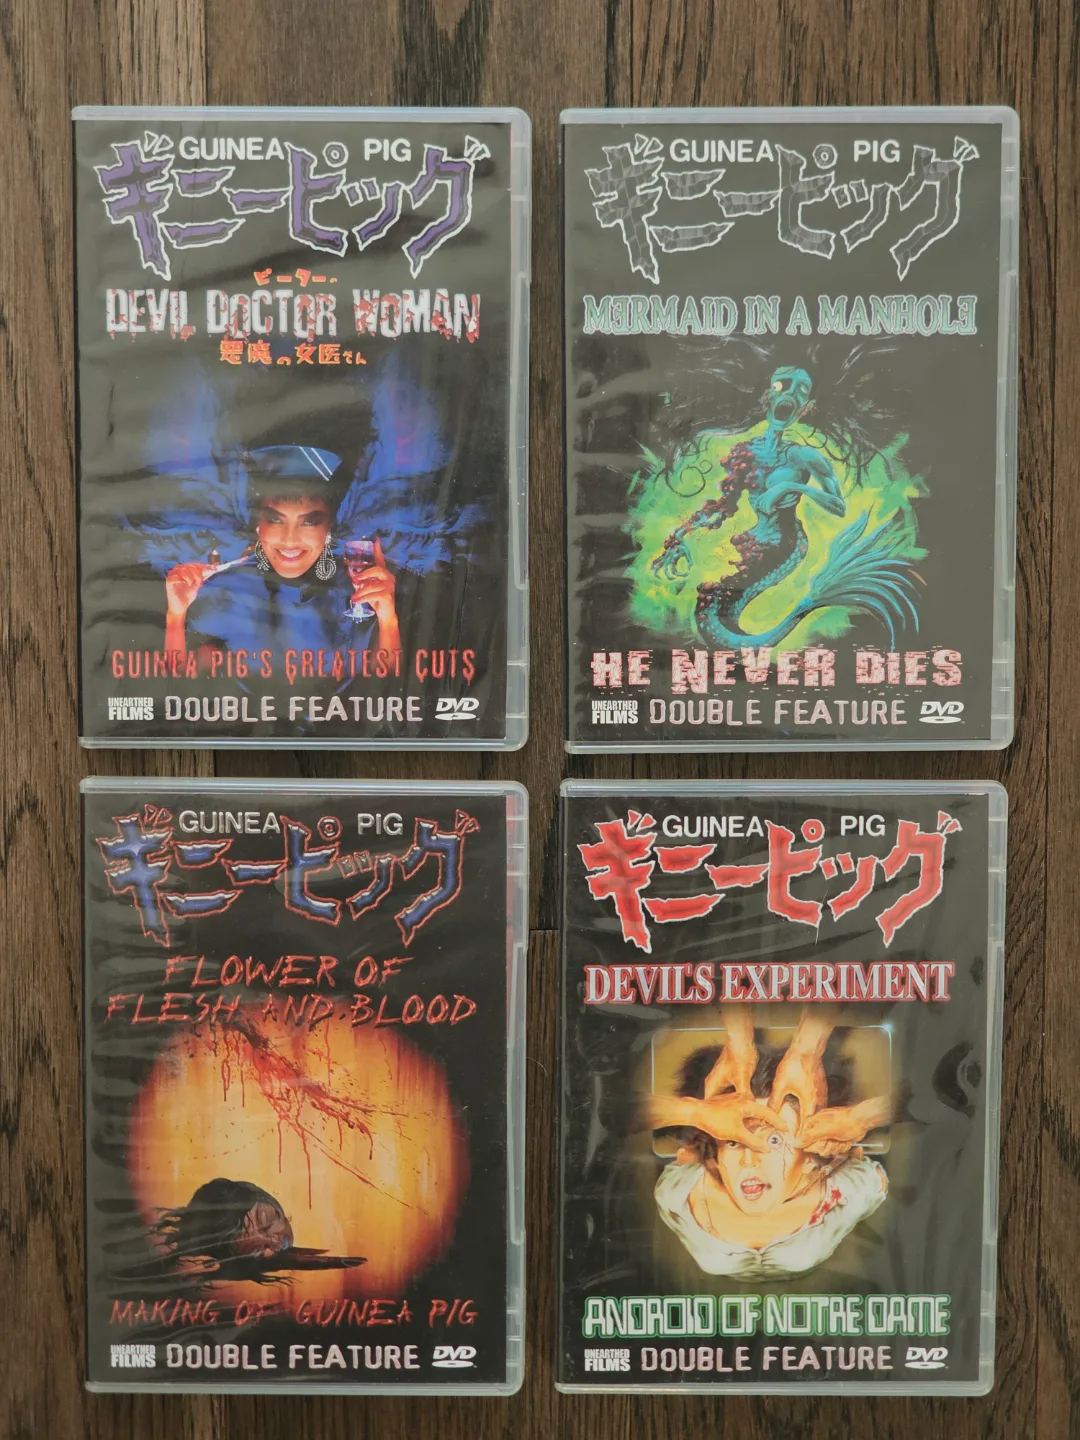 GUINEA PIG
ギニーピッグ
ピーターの
DEVIL DOCTOR WOMAN
悪魔の女医さん
GUINEA PIG'S GREATEST CUTS
UNEARTHED FILMS DOUBLE FEATURE DVD
GUINEA PIG
ギニーピッグ
MERMAID IN A MANHOLE
HE NEVER DIES
UNEARTHED FILMS DOUBLE FEATURE DVD
GUINEA PIG
ギニーピッグ
FLOWER OF
FLESH AND BLOOD
MAKING OF GUINEA PIG
UNEARTHED FILMS DOUBLE FEATURE DVD
GUINEA PIG
ギニーピッグ
DEVIL'S EXPERIMENT
ANDROID OF NOTRE DAME
UNEARTHED FILMS DOUBLE FEATURE DVD